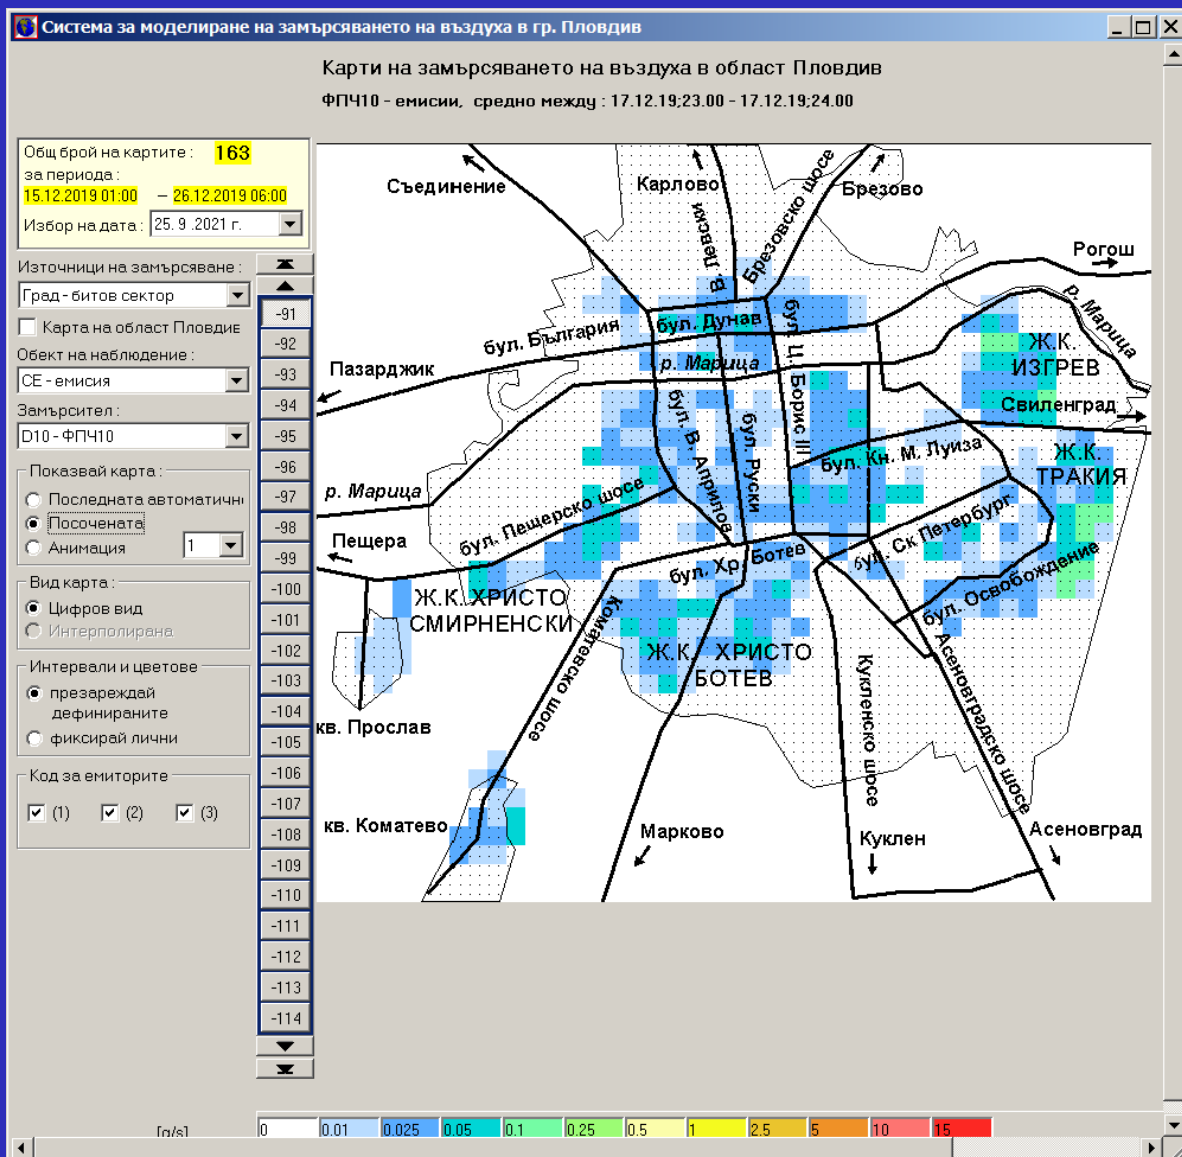 Система за моделиране на замърсяването на въздуха в гр. Пловдив
Карти на замърсяването на въздуха в област Пловдив
ФПЧ10 - емисии, средно между : 17.12.19;23.00 - 17.12.19;24.00
Общ брой на картите : 163
за периода :
15.12.2019 01:00 – 26.12.2019 06:00
Избор на дата : 25. 9 .2021 г.
Източници на замърсяване :
Град - битов сектор
Карта на област Пловдив
Обект на наблюдение :
СЕ - емисия
Замърсител :
D10 - ФПЧ10
Показвай карта :
Последната автоматичн
Посочената
Анимация
1
Вид карта :
Цифров вид
Интерполирана
Интервали и цветове
презареждай
дефинираните
фиксирай лични
Код за емиторите
(1) (2) (3)
-91
-92
-93
-94
-95
-96
-97
-98
-99
-100
-101
-102
-103
-104
-105
-106
-107
-108
-109
-110
-111
-112
-113
-114
Съединение
Карлово
Брезово
Рогош
В. Левски
Брезовско шосе
р. Марица
бул. България
бул. Дунав
бул. Ц. Борис III
Ж.К.
ИЗГРЕВ
Пазарджик
р. Марица
Свиленград
бул. В. Априлов
бул. Руски
бул. Кн. М. Луиза
Ж.К.
ТРАКИЯ
р. Марица
бул. Пещерско шосе
Пещера
бул. Хр. Ботев
бул. Ск Петербург
бул. Освобождение
Ж.К. ХРИСТО
СМИРНЕНСКИ
Коматевско шосе
Ж.К. ХРИСТО
БОТЕВ
Кукленско шосе
Асеновградско шосе
кв. Прослав
кв. Коматево
Марково
Куклен
Асеновград
[g/s] 0 0.01 0.025 0.05 0.1 0.25 0.5 1 2.5 5 10 15